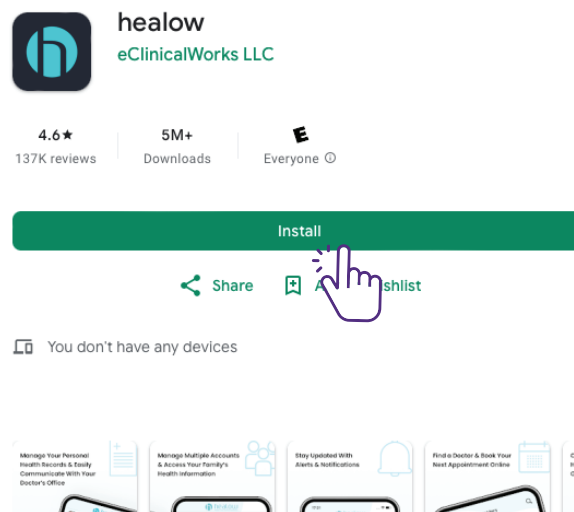 healow
eClinicalWorks LLC
4.6★
137K reviews
5M+
Downloads
E
Everyone
Install
Share
A shlist
You don't have any devices
Manage Your Personal
Health Records & Easily
Communicate With Your
Doctor's Office
Manage Multiple Accounts
& Access Your Family's
Health Information
healow
Stay Updated With
Alerts & Notifications
Find a Doctor & Book Your
Next Appointment Online